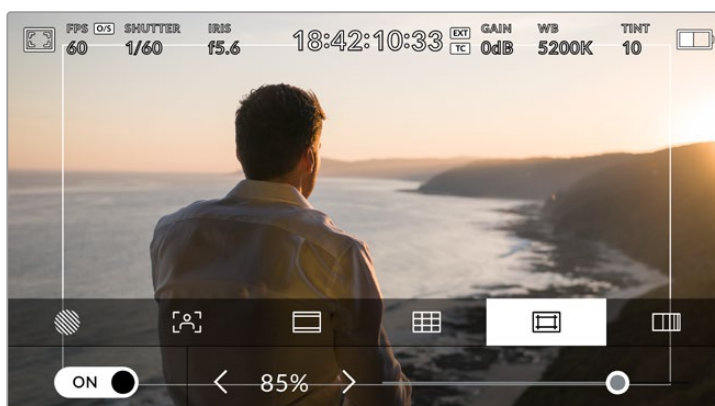 FPS O/S SHUTTER IRIS 18:42:10:33 EXT GAIN WB TINT
60 1/60 f5.6 TC 0dB 5200K 10
ON 85%